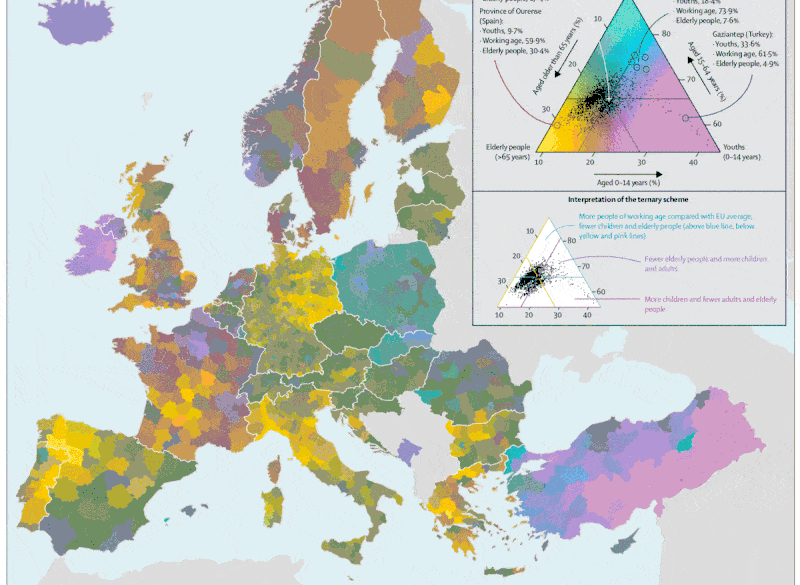 Province of Ourense
(Spain):
· Youths, 9·7%
· Working age, 59·9%
· Elderly people, 30·4%
· Youths, 18·4%
· Working age, 73·9%
· Elderly people, 7·6%
Gaziantep (Turkey):
· Youths, 33·6%
· Working age, 61·5%
· Elderly people, 4·9%
Aged older than 65 years (%)
Aged 15–64 years (%)
10
20
30
80
70
60
Elderly people
(>65 years)
Youths
(0–14 years)
10
20
30
40
Aged 0–14 years (%)
Interpretation of the ternary scheme
More people of working age compared with EU average,
fewer children and elderly people (above blue line, below
yellow and pink lines)
Fewer elderly people and more children
and adults
More children and fewer adults and elderly
people
10
20
30
80
70
60
10
20
30
40